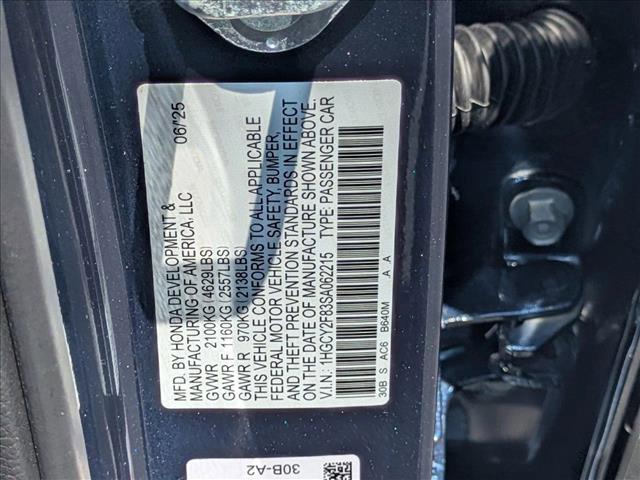 MFD. BY HONDA DEVELOPMENT & 06/25
MANUFACTURING OF AMERICA, LLC
GVWR 2100KG (4629LBS)
GAWR F 1160KG (2557LBS)
GAWR R 970KG (2138LBS)
THIS VEHICLE CONFORMS TO ALL APPLICABLE
FEDERAL MOTOR VEHICLE SAFETY, BUMPER,
AND THEFT PREVENTION STANDARDS IN EFFECT
ON THE DATE OF MANUFACTURE SHOWN ABOVE.
V.I.N.: 1HGCY2F83SA062215 TYPE: PASSENGER CAR
30B S AC6 B640M A A
30B-A2